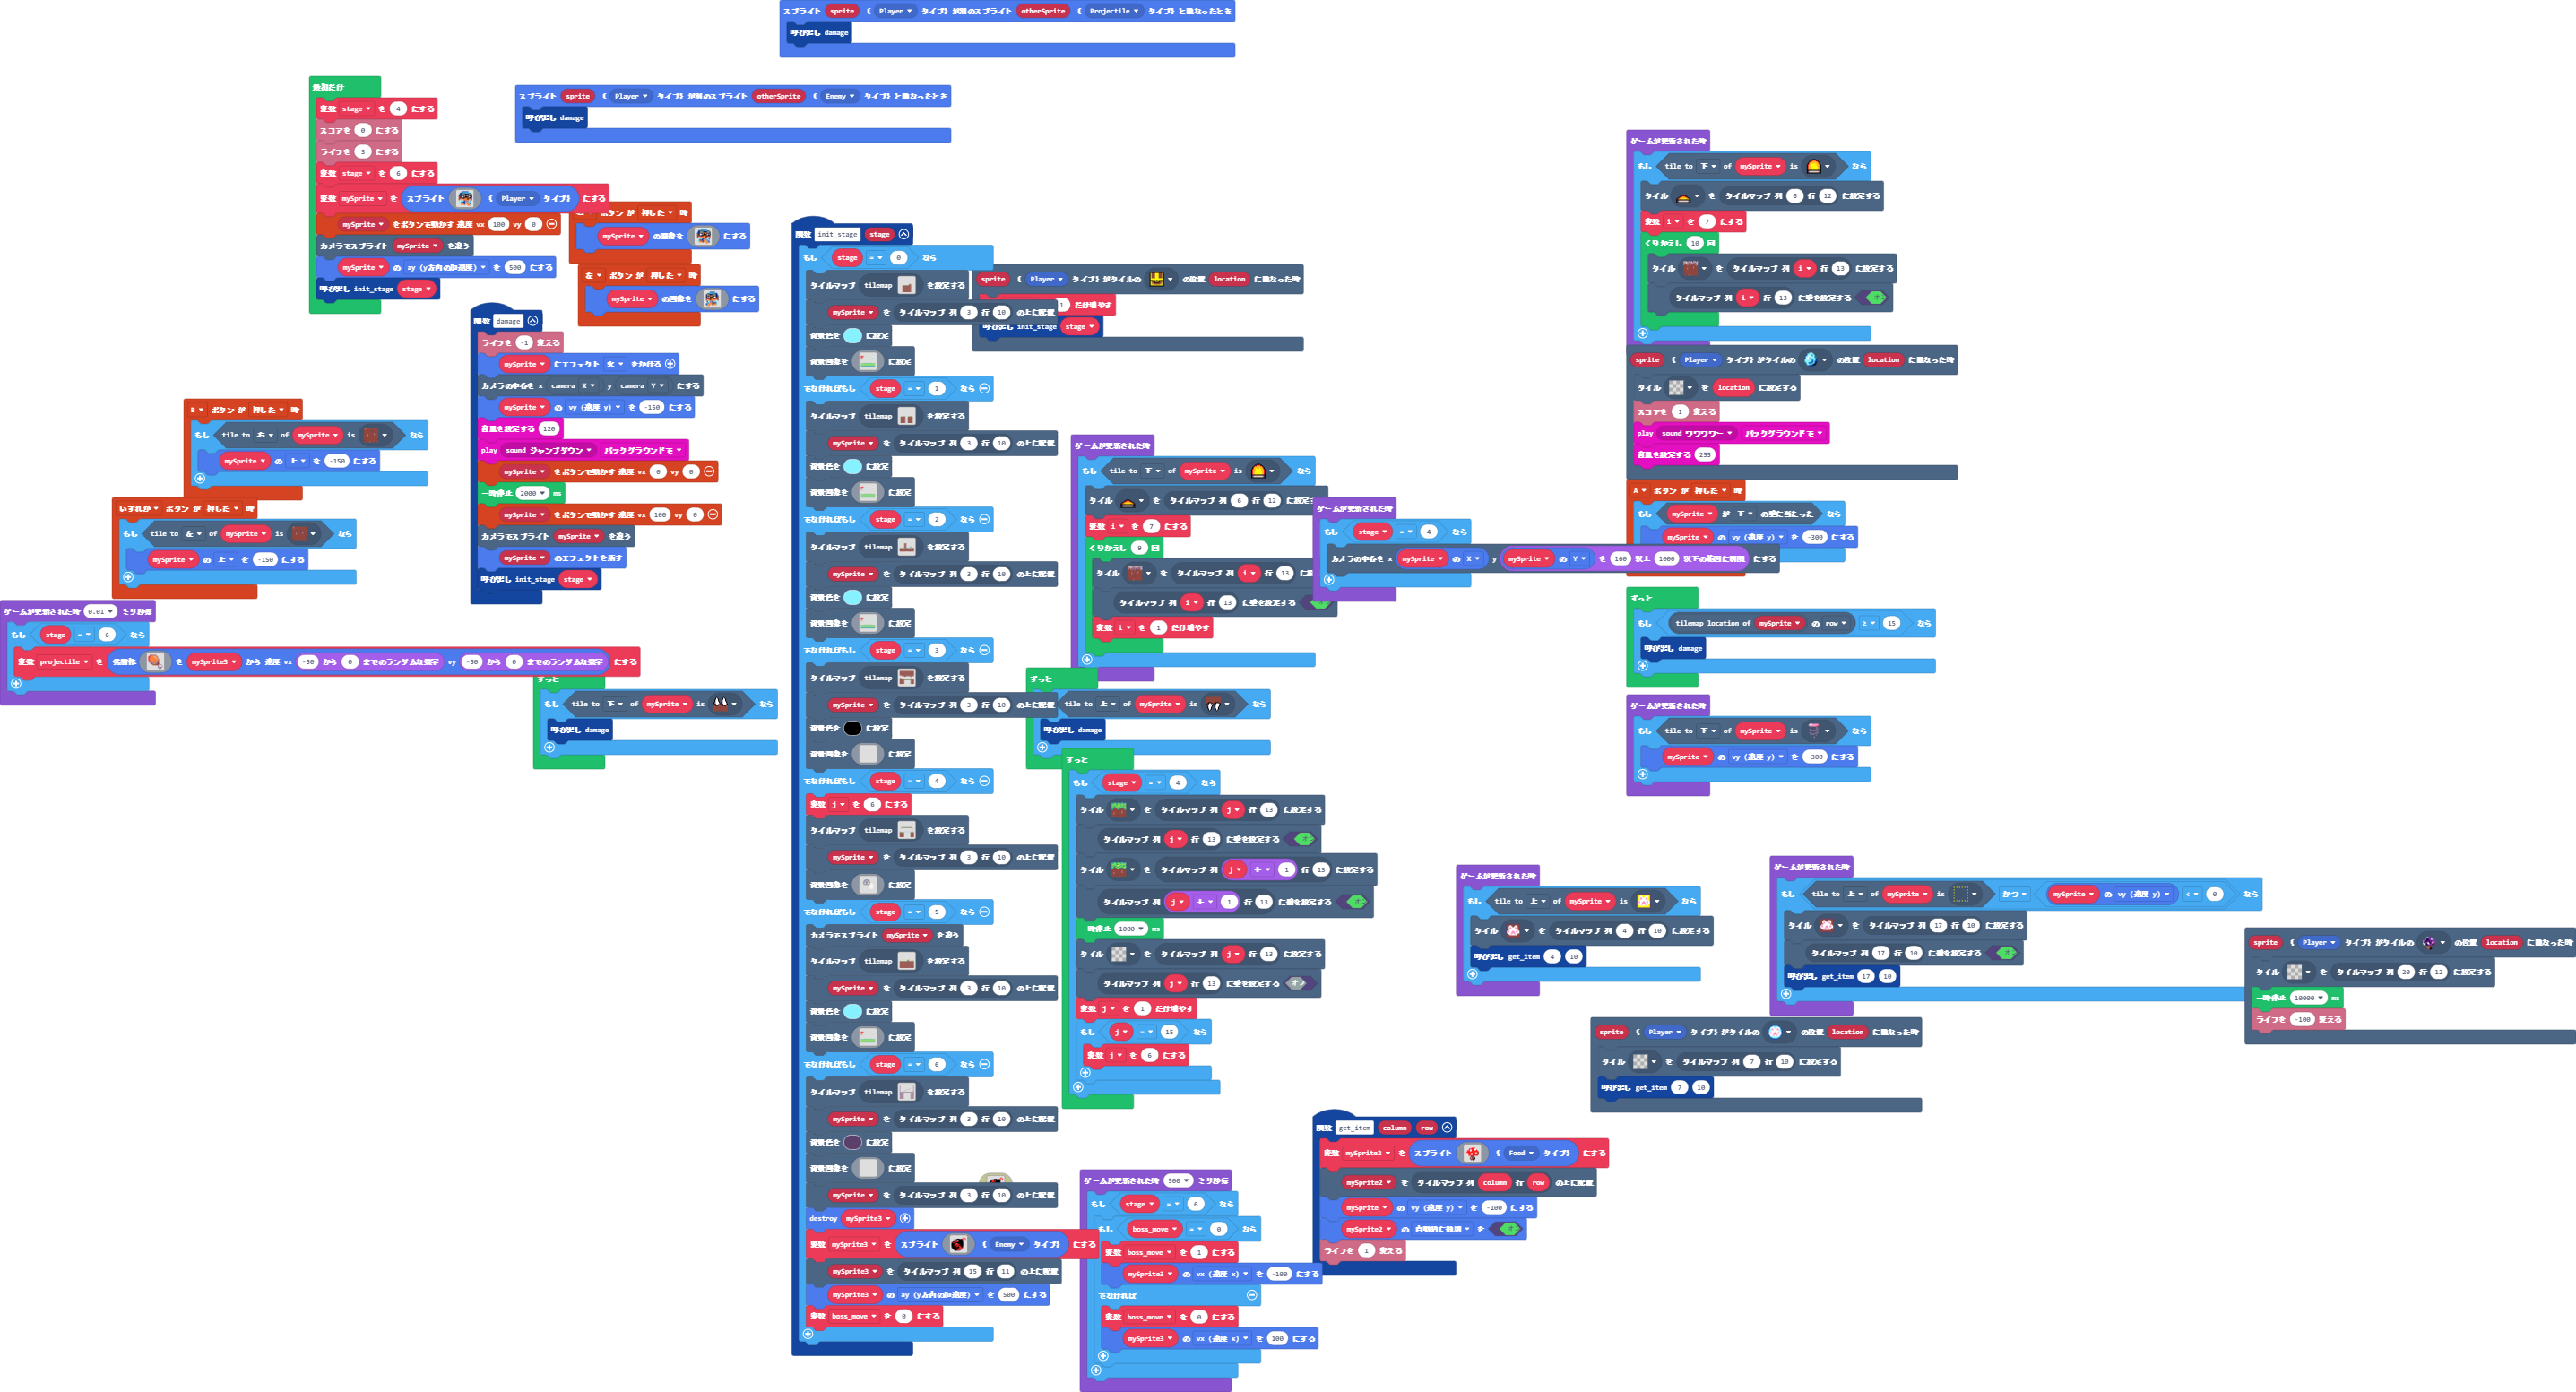 スプライト sprite ( Player タイプ) が別のスプライト otherSprite ( Projectile タイプ) と重なったとき
呼び出し damage
最初だけ
変数 stage を 4 にする
スコアを 0 にする
ライフを 3 にする
変数 stage を 6 にする
変数 mySprite を スプライト ( Player タイプ) にする
mySprite をボタンで動かす 速度 vx 100 vy 0
カメラでスプライト mySprite を追う
mySprite の ay (y方向の加速度) を 500 にする
呼び出し init_stage stage
スプライト sprite ( Player タイプ) が別のスプライト otherSprite ( Enemy タイプ) と重なったとき
呼び出し damage
ボタン が 押した 時
mySprite の画像を にする
左 ボタン が 押した 時
mySprite の画像を にする
関数 damage
ライフを -1 変える
mySprite にエフェクト 火 をかける
カメラの中心を x camera X y camera Y にする
mySprite の vy (速度 y) を -150 にする
音量を設定する 120
play sound ジャンプダウン バックグラウンドで
mySprite をボタンで動かす 速度 vx 0 vy 0
一時停止 2000 ms
mySprite をボタンで動かす 速度 vx 100 vy 0
カメラでスプライト mySprite を追う
mySprite のエフェクトを消す
呼び出し init_stage stage
B ボタン が 押した 時
もし tile to 右 of mySprite is なら
mySprite の 上 を -150 にする
いずれか ボタン が 押した 時
もし tile to 左 of mySprite is なら
mySprite の 上 を -150 にする
ゲームが更新された時 0.01 ミリ秒毎
もし stage = 6 なら
変数 projectile を 発射体 を mySprite3 から 速度 vx -50 から 0 までのランダムな数字 vy -50 から 0 までのランダムな数字 にする
ずっと
もし tile to 下 of mySprite is なら
呼び出し damage
関数 init_stage stage
もし stage = 0 なら
タイルマップ tilemap を設定する
mySprite を タイルマップ 列 3 行 10 の上に配置
背景色を に設定
背景画像を に設定
でなければもし stage = 1 なら
タイルマップ tilemap を設定する
mySprite を タイルマップ 列 3 行 10 の上に配置
背景色を に設定
背景画像を に設定
でなければもし stage = 2 なら
タイルマップ tilemap を設定する
mySprite を タイルマップ 列 3 行 10 の上に配置
背景色を に設定
背景画像を に設定
でなければもし stage = 3 なら
タイルマップ tilemap を設定する
mySprite を タイルマップ 列 3 行 10 の上に配置
背景色を に設定
背景画像を に設定
でなければもし stage = 4 なら
変数 j を 6 にする
タイルマップ tilemap を設定する
mySprite を タイルマップ 列 3 行 10 の上に配置
背景画像を に設定
でなければもし stage = 5 なら
カメラでスプライト mySprite を追う
タイルマップ tilemap を設定する
mySprite を タイルマップ 列 3 行 10 の上に配置
背景色を に設定
背景画像を に設定
でなければもし stage = 6 なら
タイルマップ tilemap を設定する
mySprite を タイルマップ 列 3 行 10 の上に配置
背景色を に設定
背景画像を に設定
mySprite を タイルマップ 列 3 行 10 の上に配置
destroy mySprite3
変数 mySprite3 を スプライト ( Enemy タイプ) にする
mySprite3 を タイルマップ 列 15 行 11 の上に配置
mySprite3 の ay (y方向の加速度) を 500 にする
変数 boss_move を 0 にする
sprite ( Player タイプ) がタイルの の位置 location に重なった時
1 だけ増やす
呼び出し init_stage stage
ゲームが更新された時
もし tile to 下 of mySprite is なら
タイル を タイルマップ 列 6 行 12 に設定す
変数 i を 7 にする
くりかえし 9 回
タイル を タイルマップ 列 i 行 13
タイルマップ 列 i 行 13 に壁を設定する
変数 i を 1 だけ増やす
ゲームが更新された時
もし stage = 4 なら
カメラの中心を x mySprite の X y mySprite の Y を 160 以上 1000 以下の範囲に制限
ずっと
tile to 上 of mySprite is なら
呼び出し damage
ずっと
もし stage = 4 なら
タイル を タイルマップ 列 j 行 13 に設定する
タイルマップ 列 j 行 13 に壁を設定する オ
タイル を タイルマップ 列 j + 1 行 13 に設定する
タイルマップ 列 j + 1 行 13 に壁を設定する オ
一時停止 1000 ms
タイル を タイルマップ 列 j 行 13 に設定する
タイルマップ 列 j 行 13 に壁を設定する オフ
変数 j を 1 だけ増やす
もし j = 15 なら
変数 j を 6 にする
ゲームが更新された時 500 ミリ秒毎
もし stage = 6 なら
もし boss_move = 0 なら
変数 boss_move を 1 にする
mySprite3 の vx (速度 x) を -100 にする
でなければ
変数 boss_move を 0 にする
mySprite3 の vx (速度 x) を 100 にする
ゲームが更新された時
もし tile to 下 of mySprite is なら
タイル を タイルマップ 列 6 行 12 に設定する
変数 i を 7 にする
くりかえし 10 回
タイル を タイルマップ 列 i 行 13 に設定する
タイルマップ 列 i 行 13 に壁を設定する オ
sprite ( Player タイプ) がタイルの の位置 location に重なった時
タイル を location に設定する
スコアを 1 変える
play sound ワワワワー バックグラウンドで
音量を設定する 255
A ボタン が 押した 時
もし mySprite が 下 の壁に当たった なら
mySprite の vy (速度 y) を -300 にする
ずっと
もし tilemap location of mySprite の row ≥ 15 なら
呼び出し damage
ゲームが更新された時
もし tile to 下 of mySprite is なら
mySprite の vy (速度 y) を -300 にする
ゲームが更新された時
もし tile to 上 of mySprite is なら
タイル を タイルマップ 列 4 行 10 に設定する
呼び出し get_item 4 10
ゲームが更新された時
もし tile to 上 of mySprite is かつ mySprite の vy (速度 y) < 0 なら
タイル を タイルマップ 列 17 行 10 に設定する
タイルマップ 列 17 行 10 に壁を設定する オ
呼び出し get_item 17 10
sprite ( Player タイプ) がタイルの の位置 location に重なった時
タイル を タイルマップ 列 20 行 12 に設定する
一時停止 10000 ms
ライフを -100 変える
sprite ( Player タイプ) がタイルの の位置 location に重なった時
タイル を タイルマップ 列 7 行 10 に設定する
呼び出し get_item 7 10
関数 get_item column row
変数 mySprite2 を スプライト ( Food タイプ) にする
mySprite2 を タイルマップ 列 column 行 row の上に配置
mySprite の vy (速度 y) を -100 にする
mySprite2 の 自動的に破壊 を オ
ライフを 1 変える